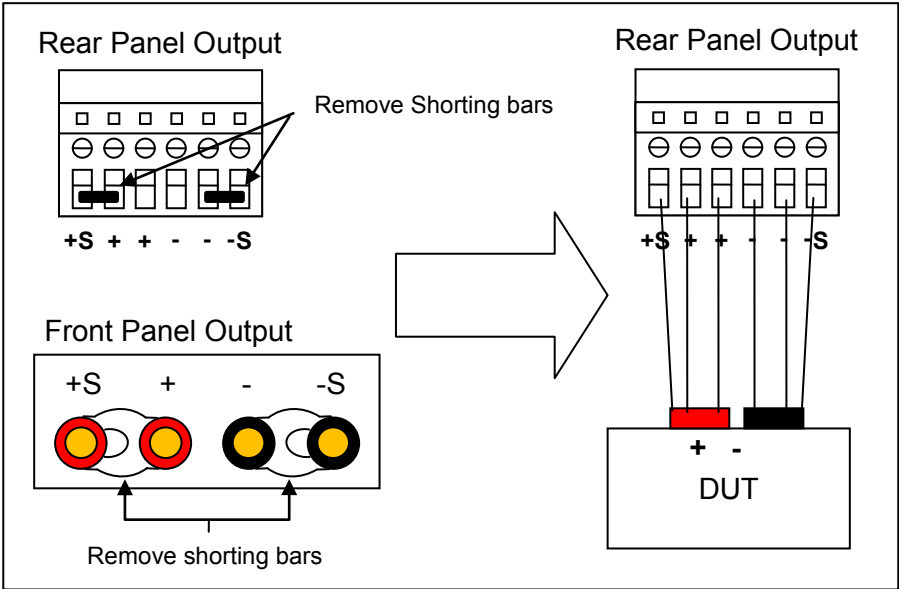 Rear Panel Output
Remove Shorting bars
+S + + - - -S
Front Panel Output
+S + - -S
Remove shorting bars
Rear Panel Output
+S + + - - -S
+ -
DUT